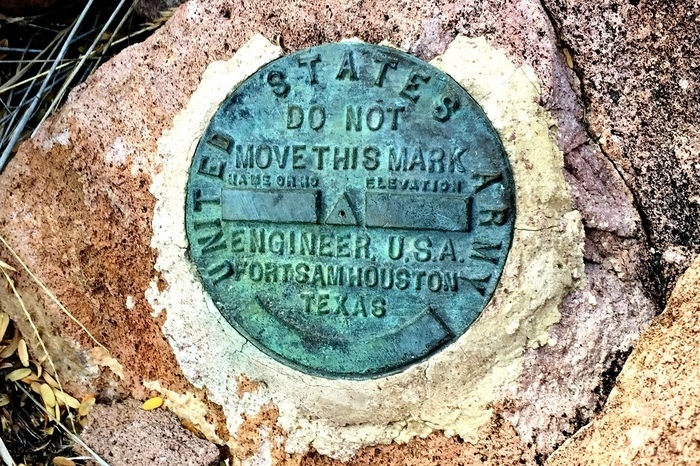 UNITED STATES ARMY
DO NOT
MOVE THIS MARK
NAME OR NO ELEVATION
ENGINEER, U.S.A.
FORT SAM HOUSTON
TEXAS